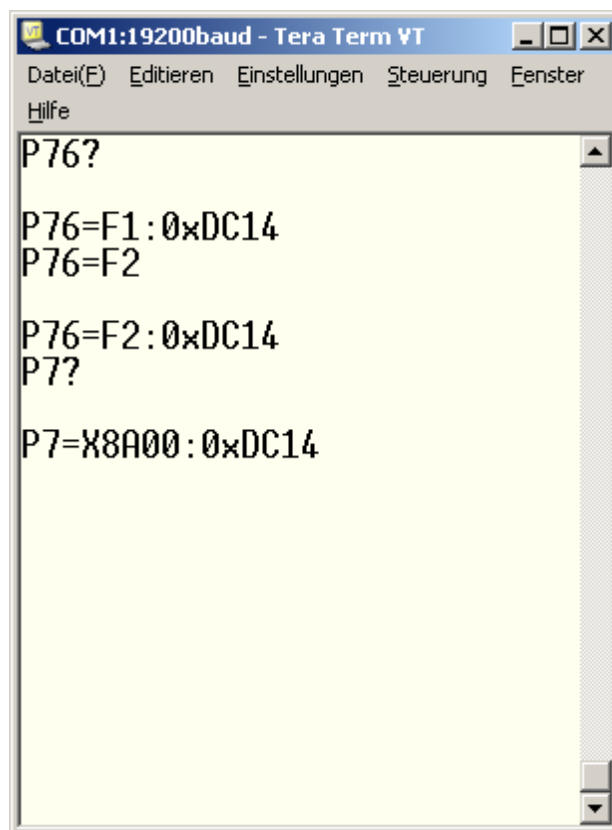 COM1:19200baud - Tera Term VT
Datei(F) Editieren Einstellungen Steuerung Fenster
Hilfe
P76?
P76=F1:0xDC14
P76=F2
P76=F2:0xDC14
P7?
P7=X8A00:0xDC14